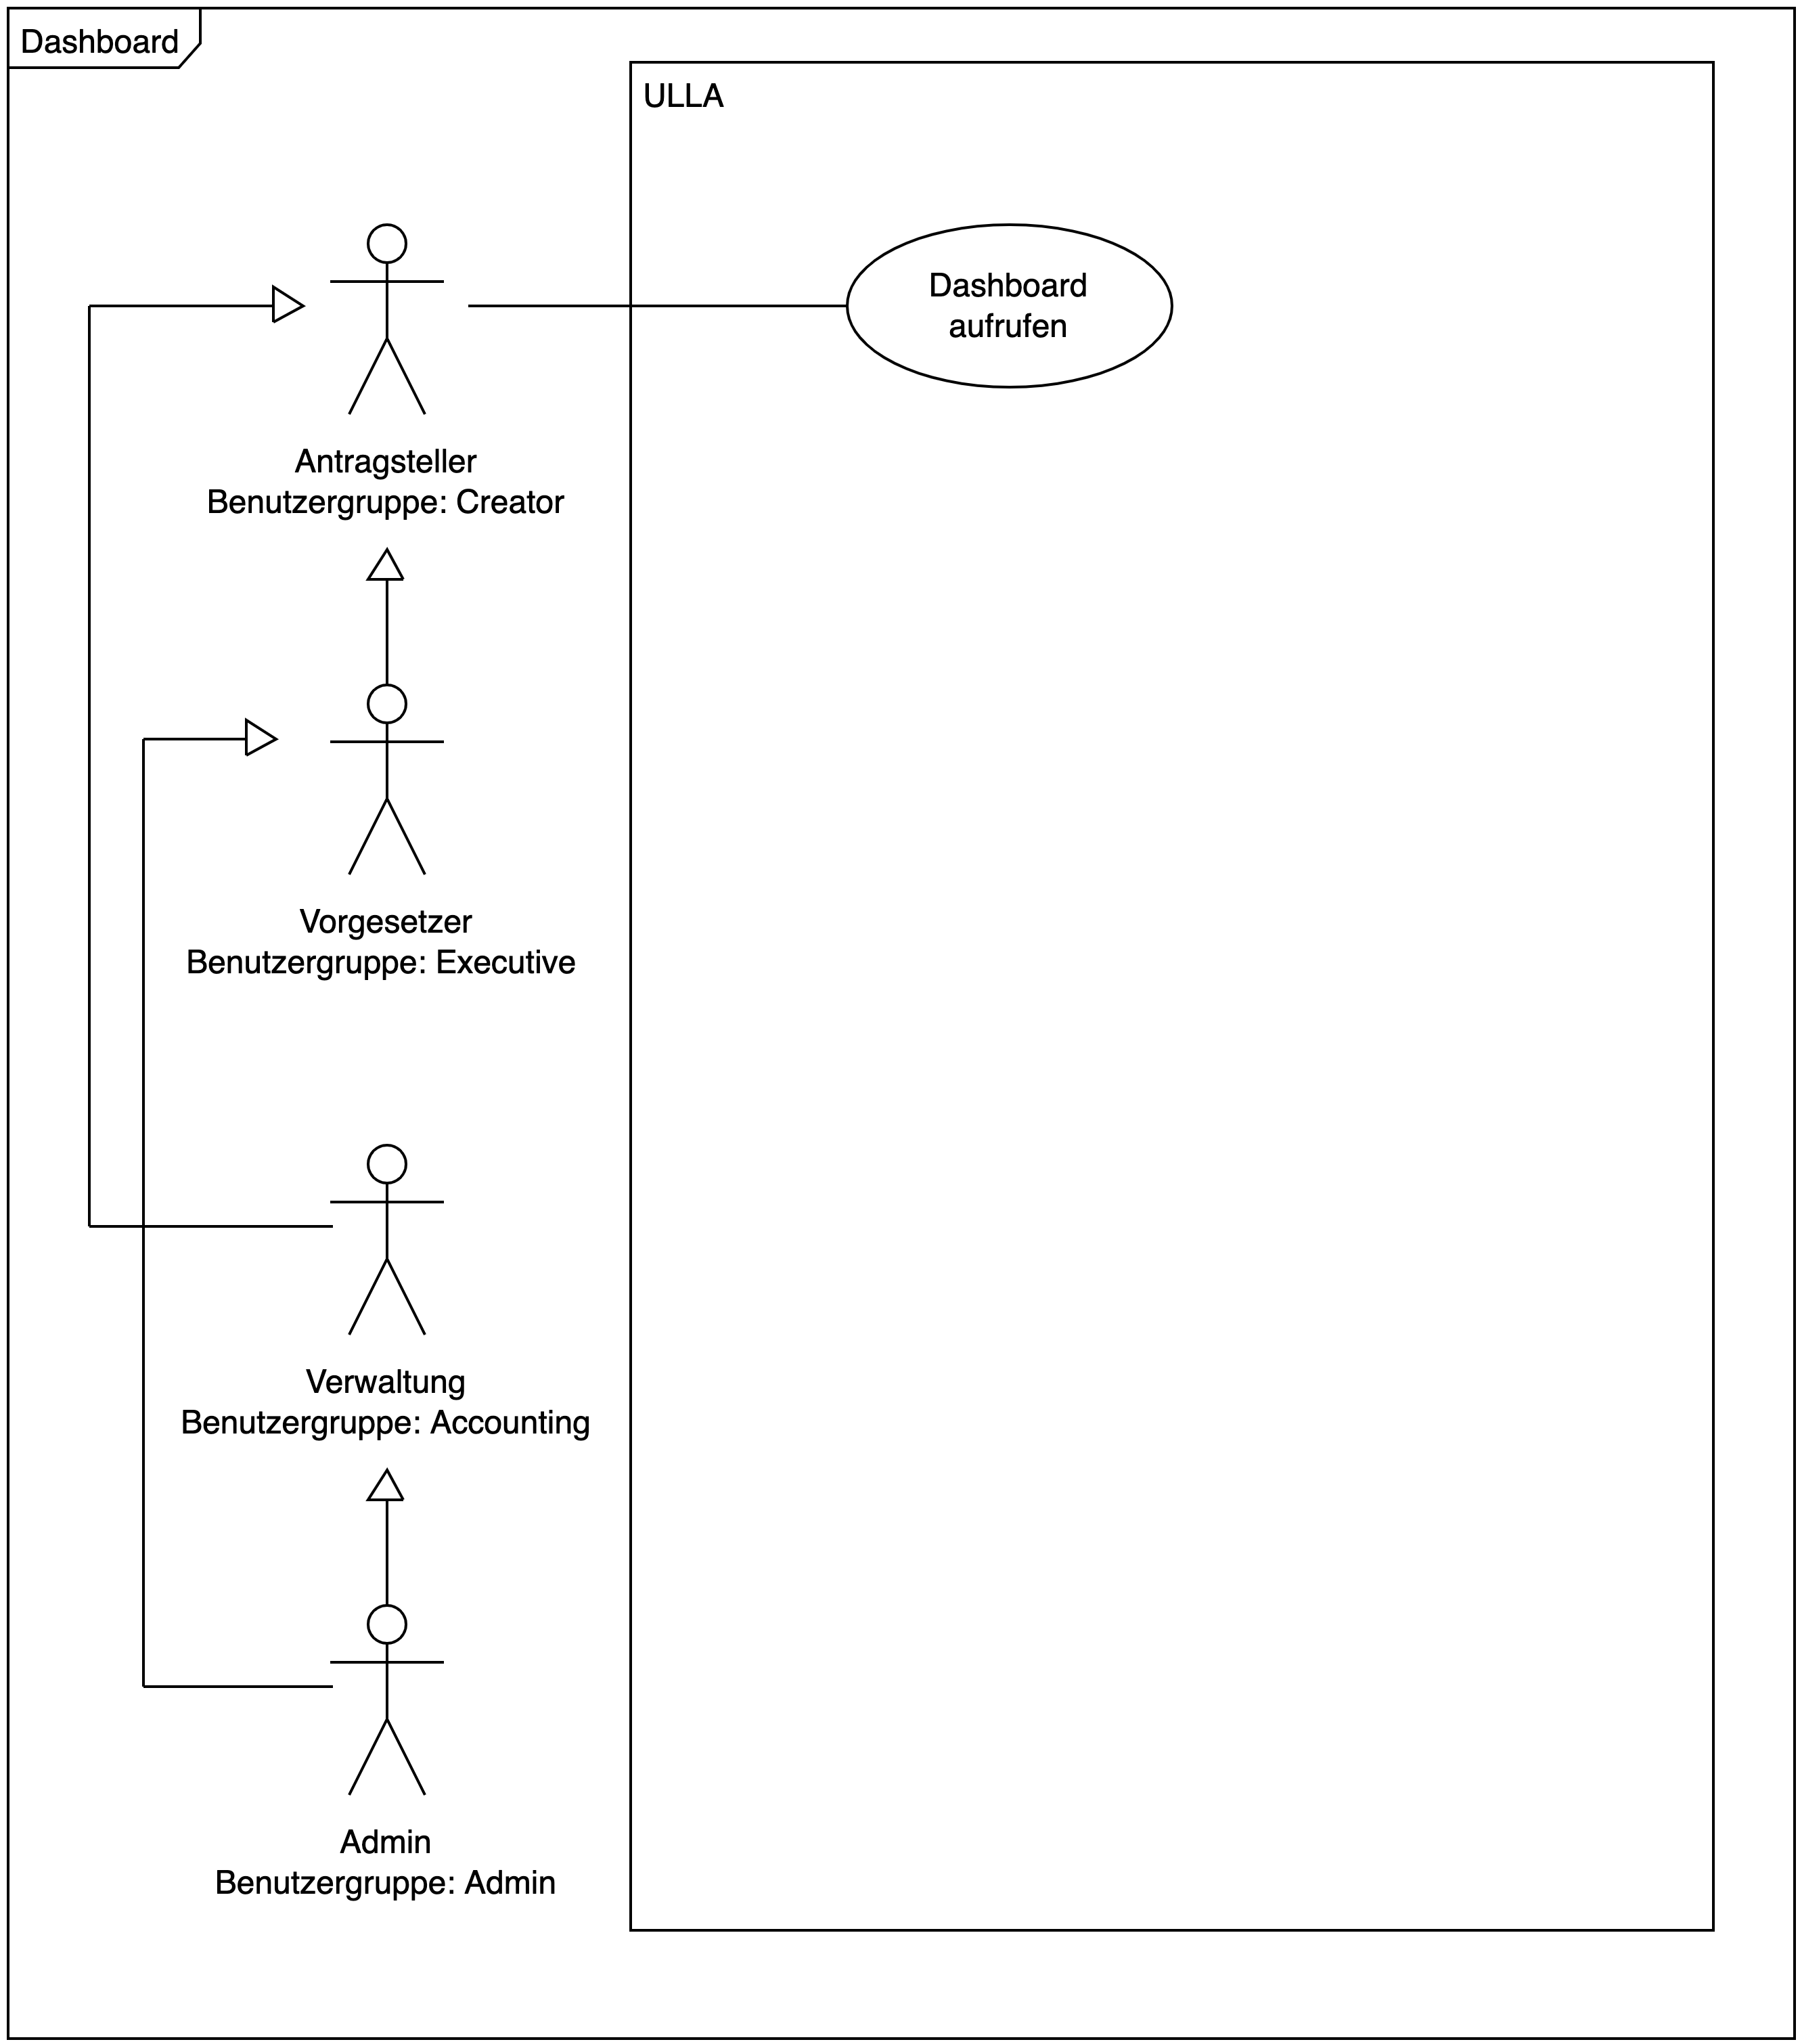 Dashboard
ULLA
Dashboard
aufrufen
Antragsteller
Benutzergruppe: Creator
Vorgesetzer
Benutzergruppe: Executive
Verwaltung
Benutzergruppe: Accounting
Admin
Benutzergruppe: Admin